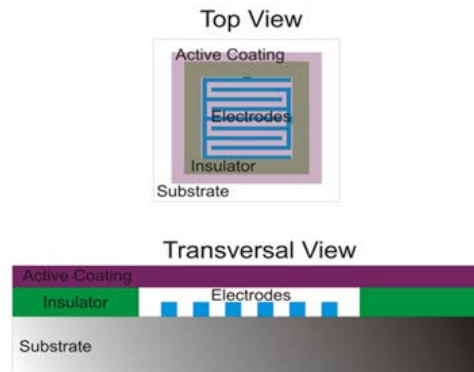 Top View
Active Coating
Electrodes
Insulator
Substrate
Transversal View
Active Coating
Insulator
Electrodes
Substrate